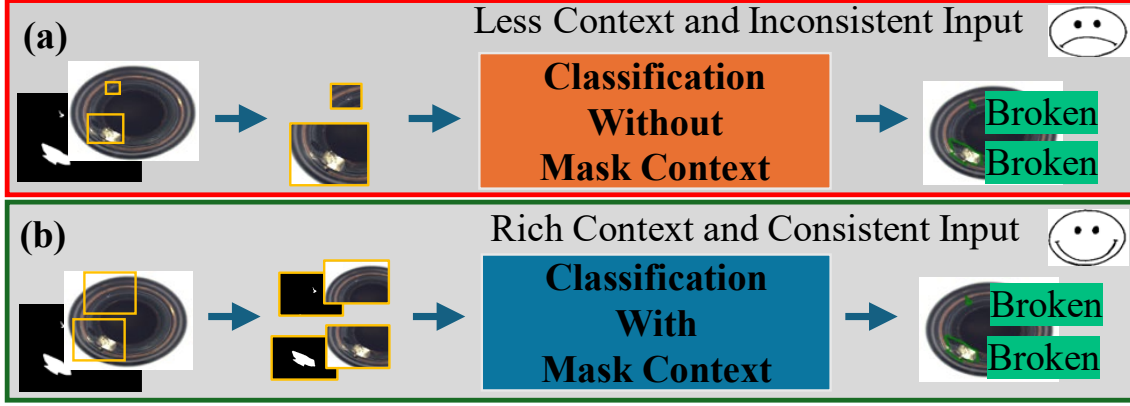 (a)
Less Context and Inconsistent Input
Classification
Without
Mask Context
Broken
Broken
(b)
Rich Context and Consistent Input
Classification
With
Mask Context
Broken
Broken